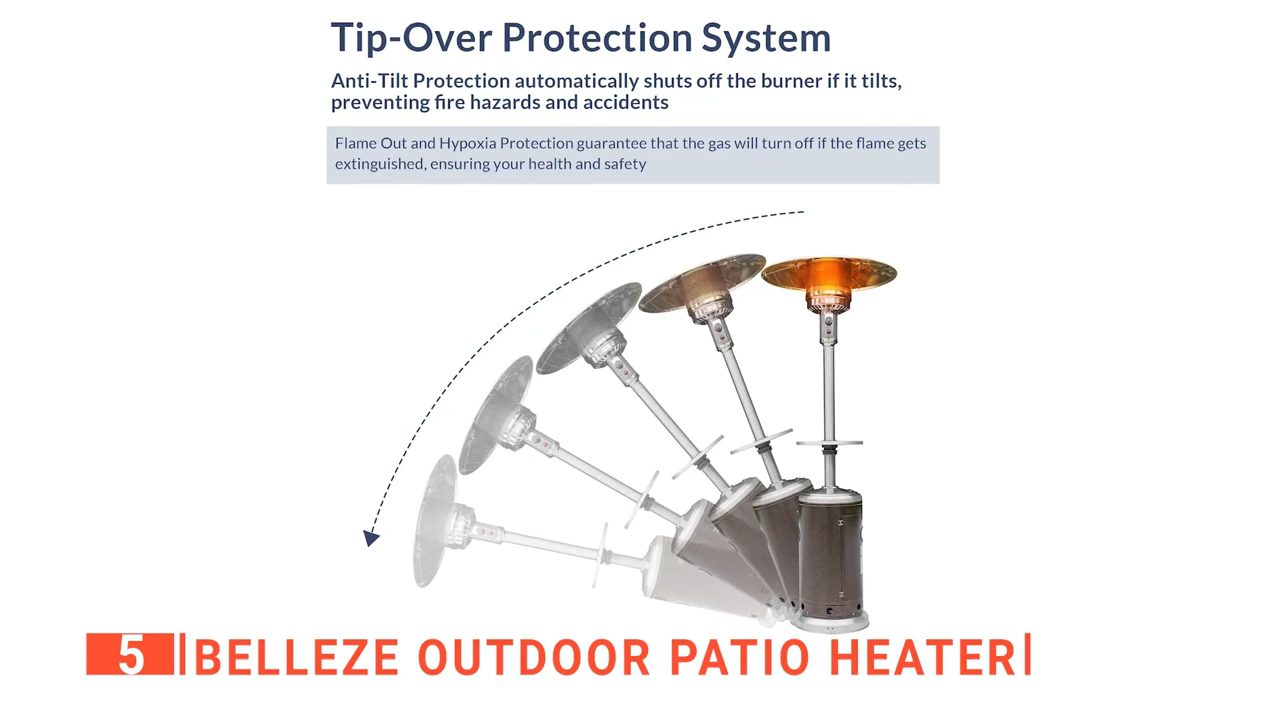 Tip-Over Protection System
Anti-Tilt Protection automatically shuts off the burner if it tilts,
preventing fire hazards and accidents
Flame Out and Hypoxia Protection guarantee that the gas will turn off if the flame gets
extinguished, ensuring your health and safety
5 BELLEZE OUTDOOR PATIO HEATER